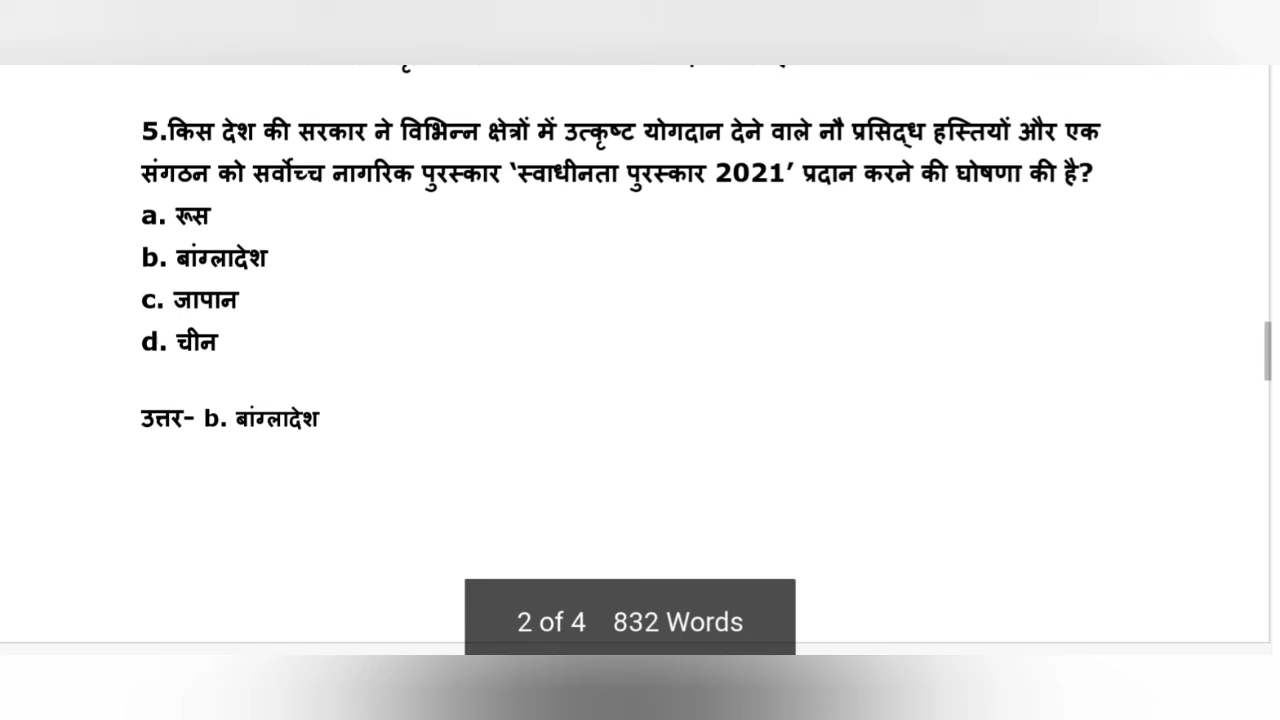 5.किस देश की सरकार ने विभिन्न क्षेत्रों में उत्कृष्ट योगदान देने वाले नौ प्रसिद्ध हस्तियों और एक
संगठन को सर्वोच्च नागरिक पुरस्कार ‘स्वाधीनता पुरस्कार 2021’ प्रदान करने की घोषणा की है?
a. रूस
b. बांग्लादेश
c. जापान
d. चीन
उत्तर– b. बांग्लादेश
2 of 4 832 Words